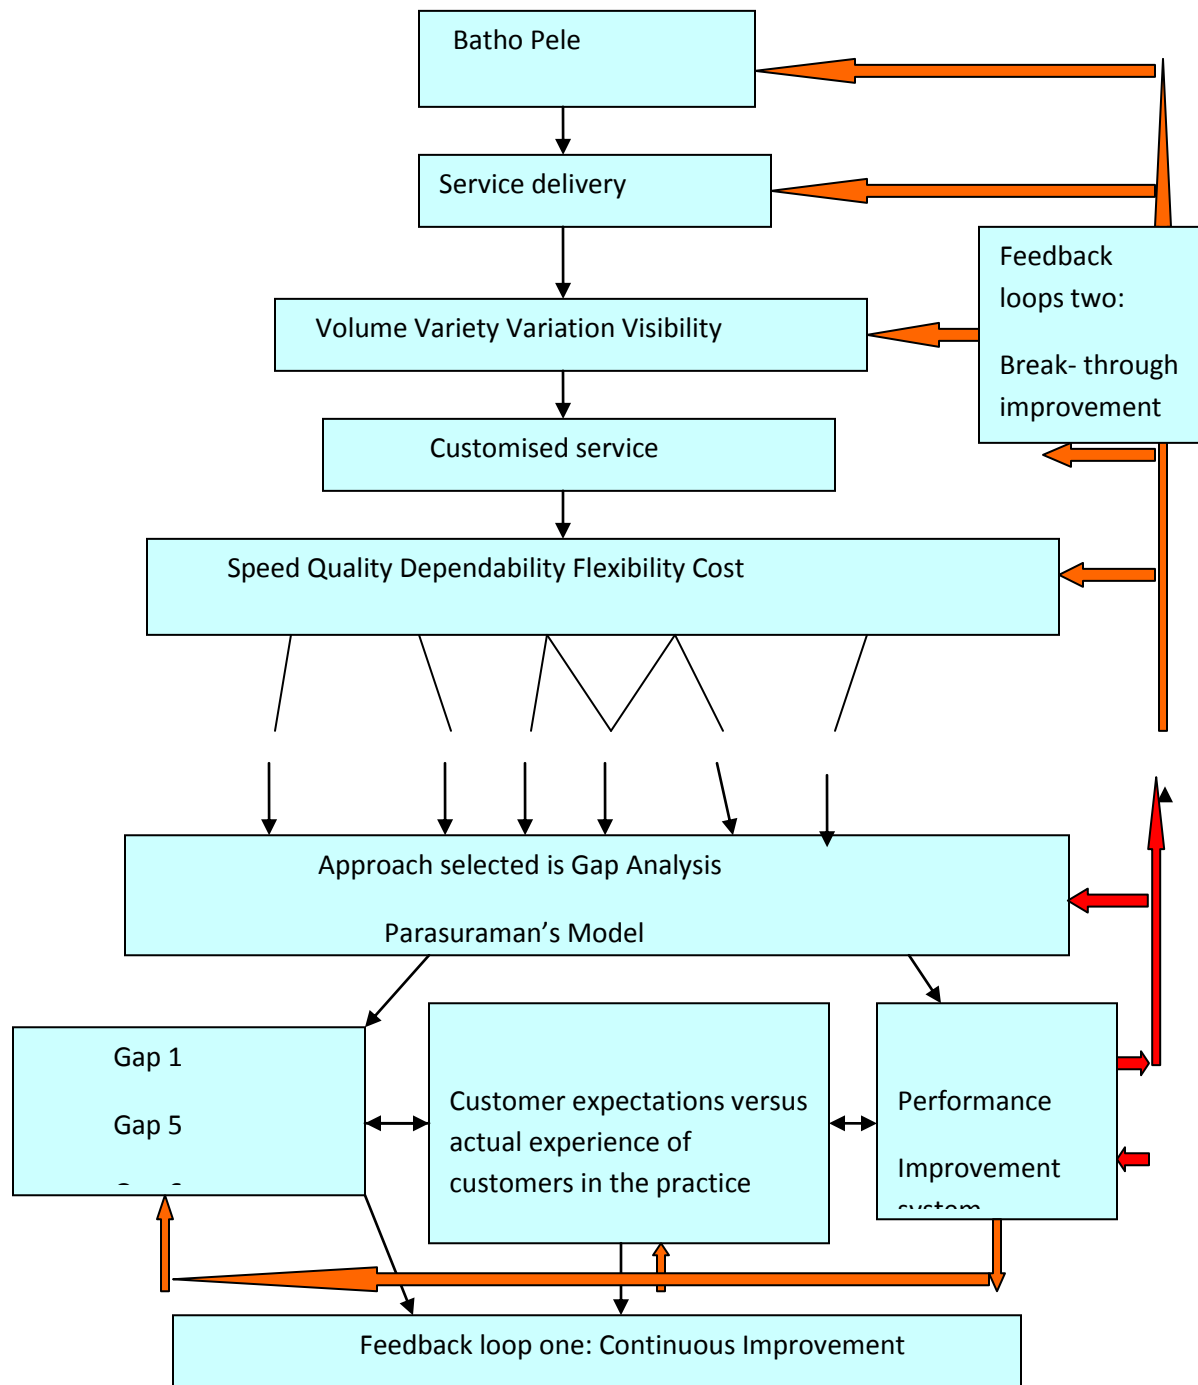 Batho Pele
Service delivery
Feedback
loops two:
Break- through
improvement
Volume Variety Variation Visibility
Customised service
Speed Quality Dependability Flexibility Cost
Approach selected is Gap Analysis
Parasuraman’s Model
Gap 1
Gap 5
Customer expectations versus
actual experience of
customers in the practice
Performance
Improvement
system
Feedback loop one: Continuous Improvement